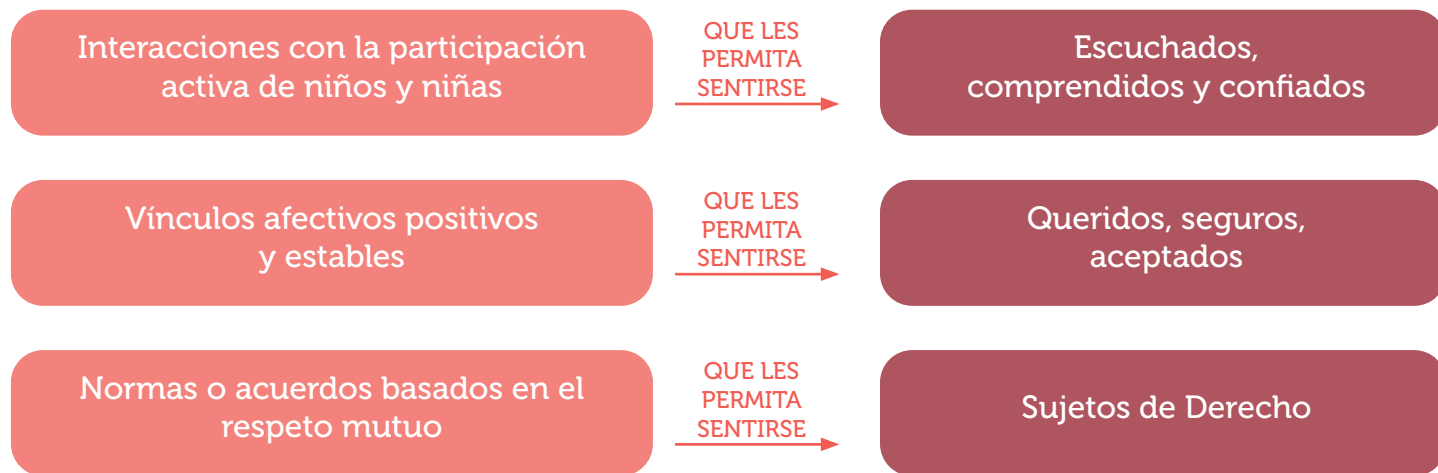 Interacciones con la participación
activa de niños y niñas
QUE LES
PERMITA
SENTIRSE
Escuchados,
comprendidos y confiados
Vínculos afectivos positivos
y estables
QUE LES
PERMITA
SENTIRSE
Queridos, seguros,
aceptados
Normas o acuerdos basados en el
respeto mutuo
QUE LES
PERMITA
SENTIRSE
Sujetos de Derecho